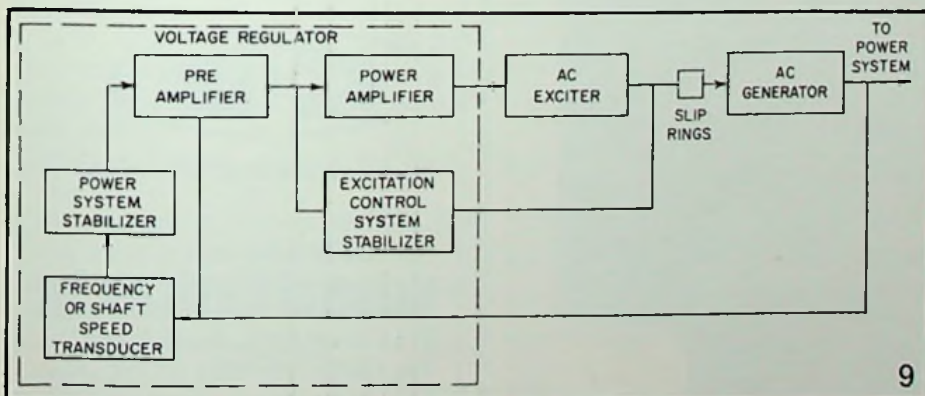 VOLTAGE REGULATOR
TO
POWER
SYSTEM
PRE
AMPLIFIER
POWER
AMPLIFIER
AC
EXCITER
SLIP
RINGS
AC
GENERATOR
POWER
SYSTEM
STABILIZER
EXCITATION
CONTROL
SYSTEM
STABILIZER
FREQUENCY
OR SHAFT
SPEED
TRANSDUCER
9